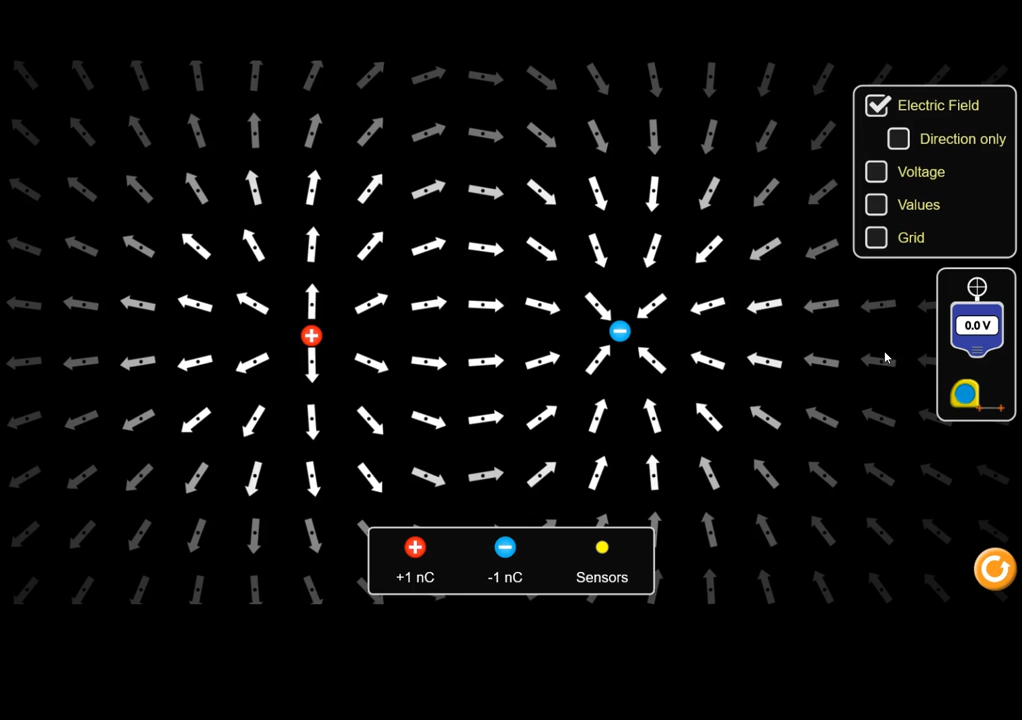 Electric Field
Direction only
Voltage
Values
Grid
0.0 V
+1 nC
-1 nC
Sensors